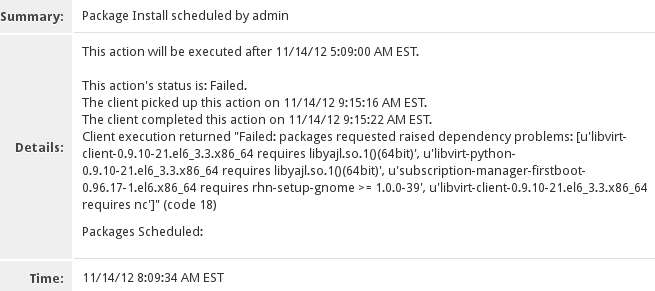 Summary: Package Install scheduled by admin
This action will be executed after 11/14/12 5:09:00 AM EST.
This action's status is: Failed.
The client picked up this action on 11/14/12 9:15:16 AM EST.
The client completed this action on 11/14/12 9:15:22 AM EST.
Details: Client execution returned "Failed: packages requested raised dependency problems: [u'libvirt-
client-0.9.10-21.el6_3.3.x86_64 requires libyajl.so.1()(64bit)', u'libvirt-python-
0.9.10-21.el6_3.3.x86_64 requires libyajl.so.1()(64bit)', u'subscription-manager-firstboot-
0.96.17-1.el6.x86_64 requires rhn-setup-gnome >= 1.0.0-39', u'libvirt-client-0.9.10-21.el6_3.3.x86_64
requires nc']" (code 18)
Packages Scheduled:
Time: 11/14/12 8:09:34 AM EST